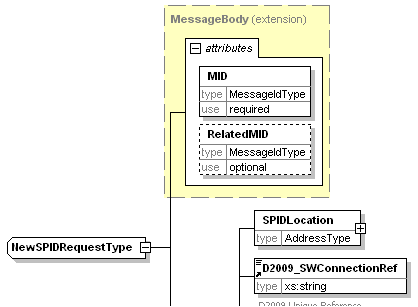 MessageBody (extension)
attributes
MID
type MessageIdType
use required
RelatedMID
type MessageIdType
use optional
NewSPIDRequestType
SPIDLocation
type AddressType
D2009_SWConnectionRef
type xs:string
D2009 Unique Reference